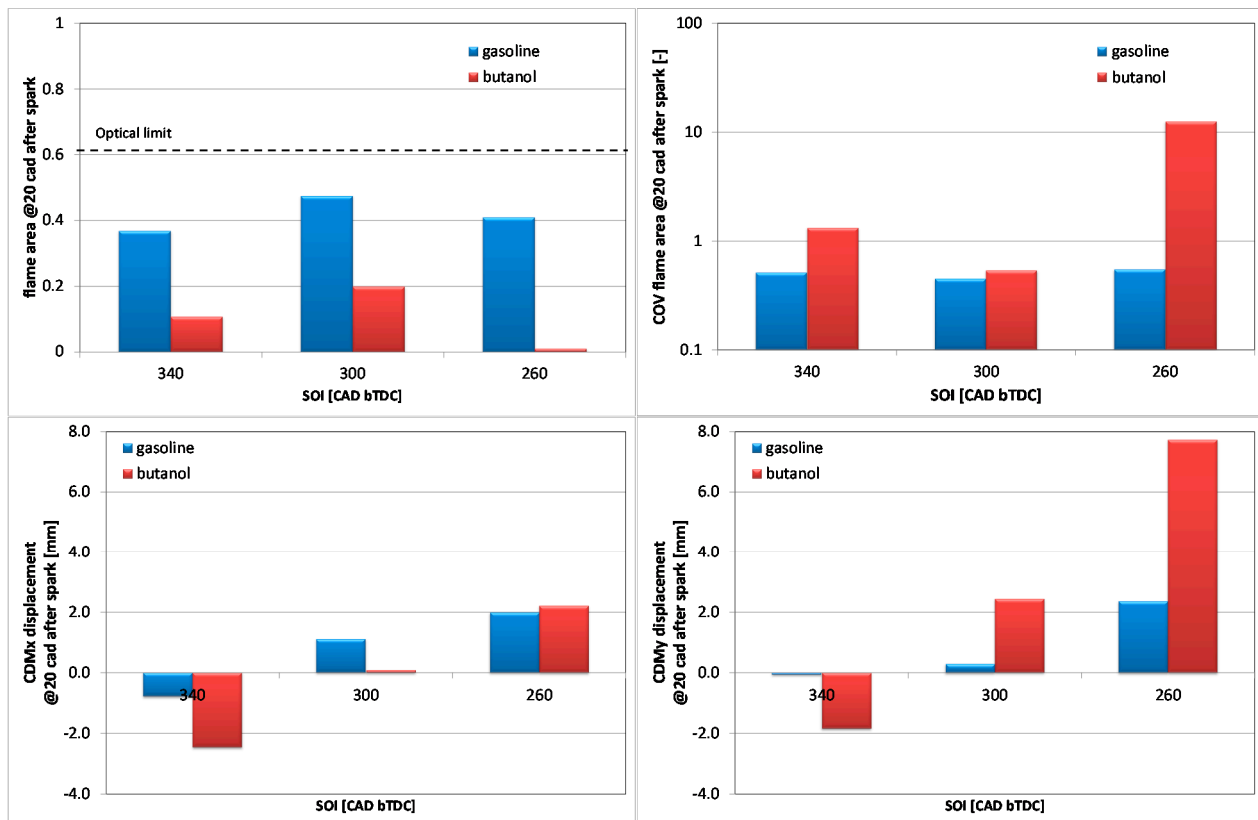 flame area @20 cad after spark
1
0.8
0.6
0.4
0.2
0
gasoline
butanol
Optical limit
340
300
260
SOI [CAD bTDC]
COV flame area @20 cad after spark [-]
100
10
1
0.1
gasoline
butanol
340
300
260
SOI [CAD bTDC]
CDMx displacement
@20 cad after spark [mm]
8.0
6.0
4.0
2.0
0.0
-2.0
-4.0
gasoline
butanol
340
300
260
SOI [CAD bTDC]
CDMy displacement
@20 cad after spark [mm]
8.0
6.0
4.0
2.0
0.0
-2.0
-4.0
gasoline
butanol
340
300
260
SOI [CAD bTDC]